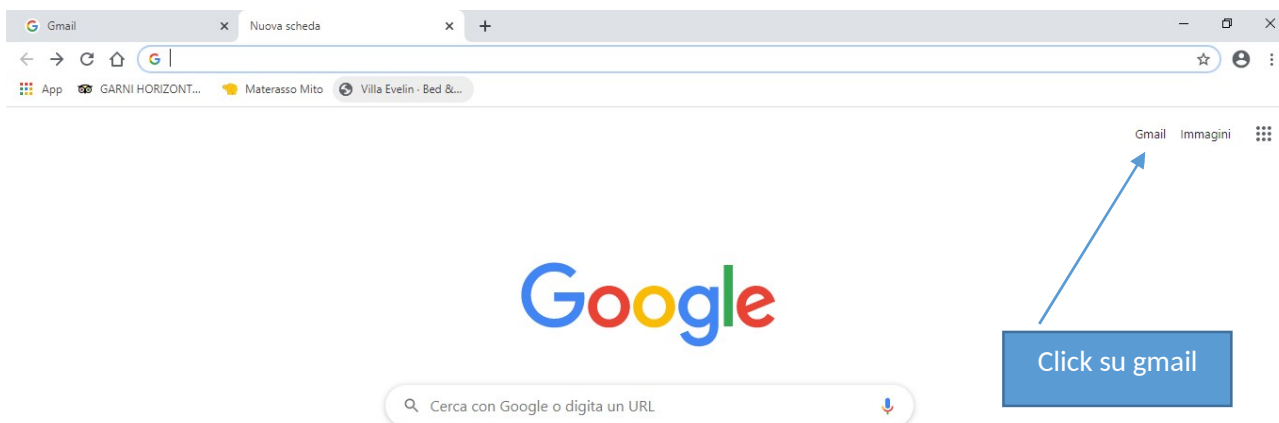 Gmail
Nuova scheda
App GARNI HORIZONT... Materasso Mito Villa Evelin - Bed &...
Gmail Immagini
Google
Click su gmail
Cerca con Google o digita un URL